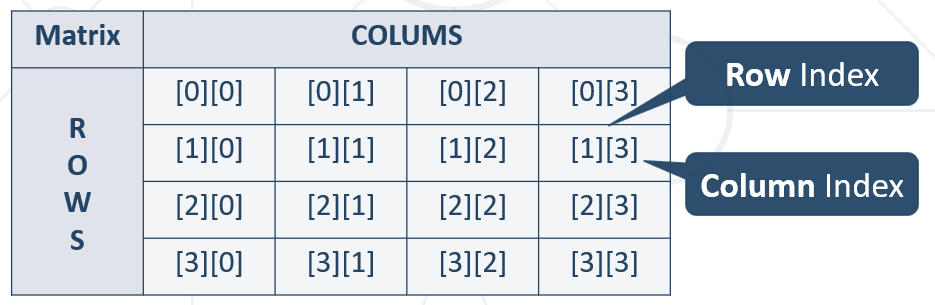 Matrix COLUMS
R
O
W
S
[0][0] [0][1] [0][2] [0][3]
[1][0] [1][1] [1][2] [1][3]
[2][0] [2][1] [2][2] [2][3]
[3][0] [3][1] [3][2] [3][3]
Row Index
Column Index